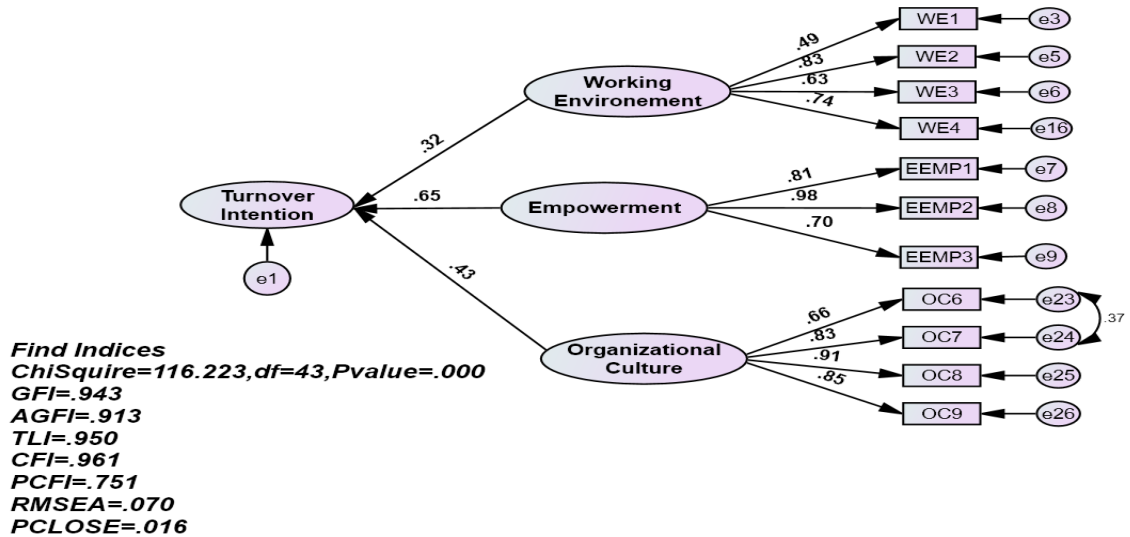 WE1
e3
.49
WE2
e5
.83
Working
Environement
.63
WE3
e6
.74
WE4
e16
.32
EEMP1
e7
.81
Turnover
Intention
.65
Empowerment
.98
EEMP2
e8
.70
EEMP3
e9
e1
.43
OC6
e23
.66
.37
OC7
e24
.83
Organizational
Culture
.91
OC8
e25
.85
OC9
e26
Find Indices
ChiSquire=116.223,df=43,Pvalue=.000
GFI=.943
AGFI=.913
TLI=.950
CFI=.961
PCFI=.751
RMSEA=.070
PCLOSE=.016